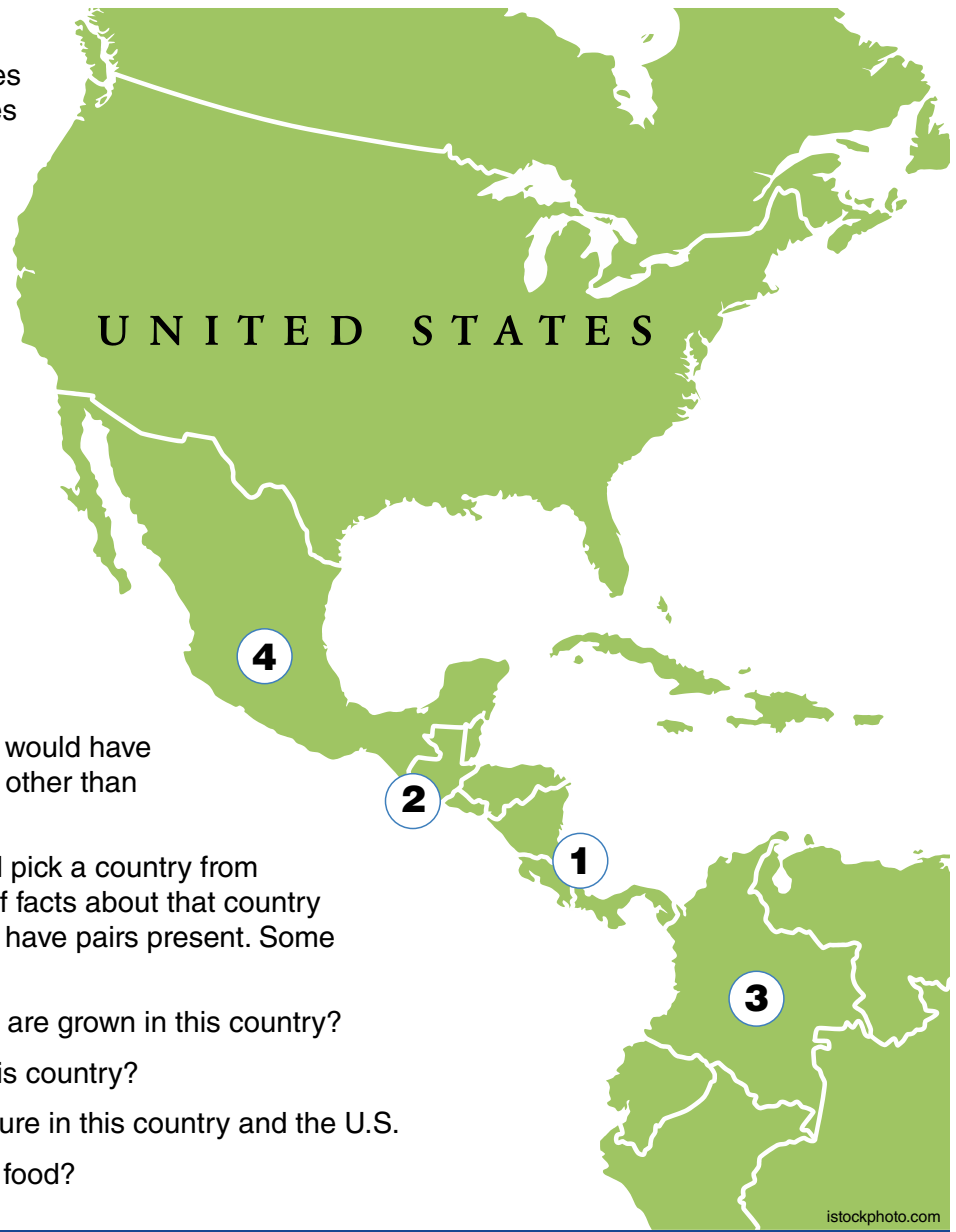 es
es
UNITED STATES
4
would have
other than
2
1
pick a country from
f facts about that country
have pairs present. Some
3
are grown in this country?
is country?
ure in this country and the U.S.
food?
istockphoto.com